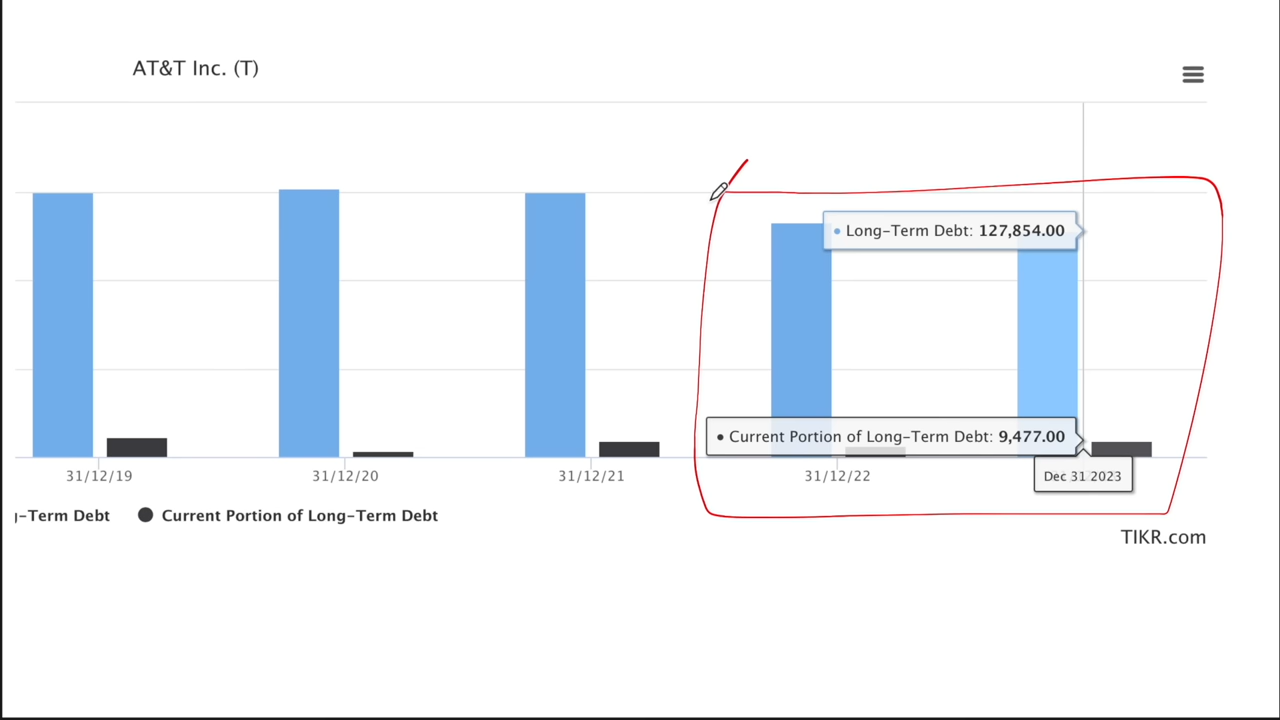 AT&T Inc. (T)
Long-Term Debt: 127,854.00
Current Portion of Long-Term Debt: 9,477.00
31/12/19 31/12/20 31/12/21 31/12/22
Dec 31 2023
-Term Debt Current Portion of Long-Term Debt
TIKR.com